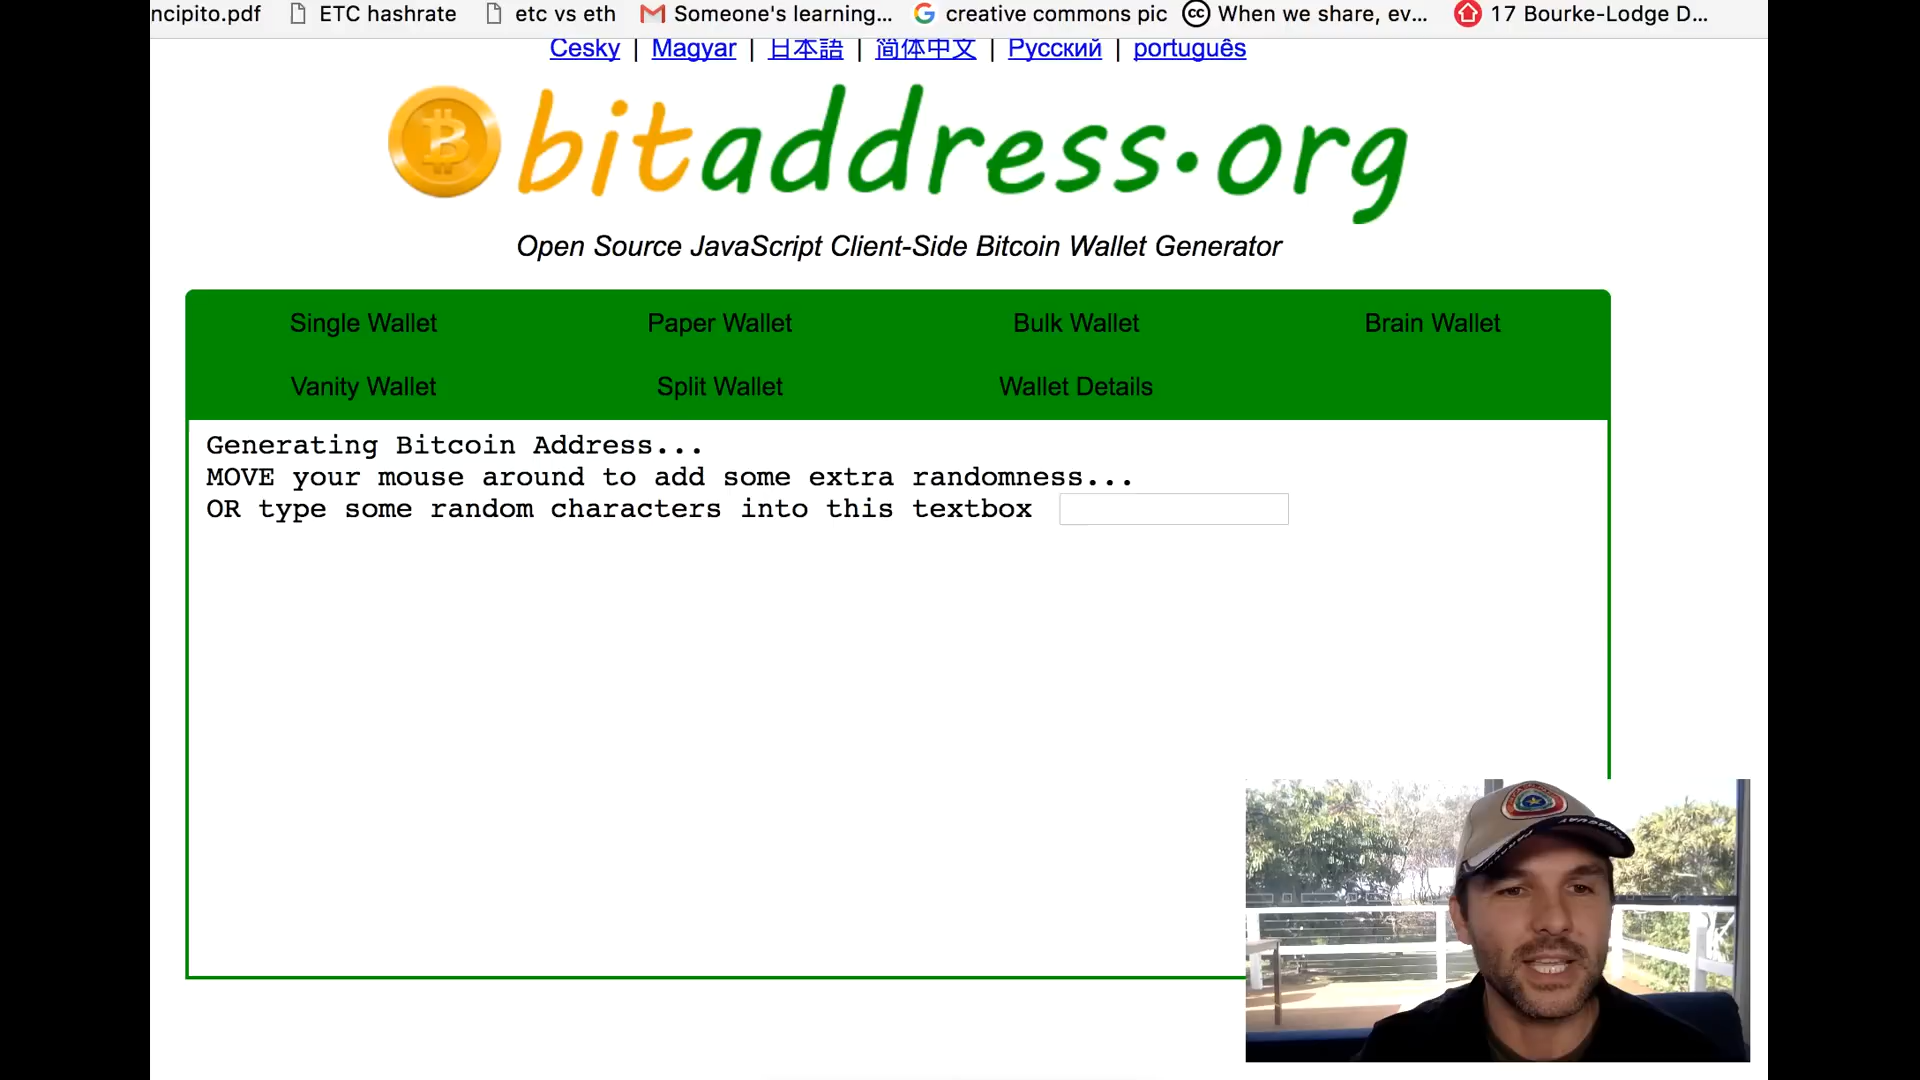 ncipito.pdf ETC hashrate etc vs eth Someone's learning... creative commons pic When we share, ev... 17 Bourke-Lodge D...
Česky | Magyar | 日本語 | 简体中文 | Русский | português
bitaddress.org
Open Source JavaScript Client-Side Bitcoin Wallet Generator
Single Wallet Paper Wallet Bulk Wallet Brain Wallet
Vanity Wallet Split Wallet Wallet Details
Generating Bitcoin Address...
MOVE your mouse around to add some extra randomness...
OR type some random characters into this textbox
PARAGUAY